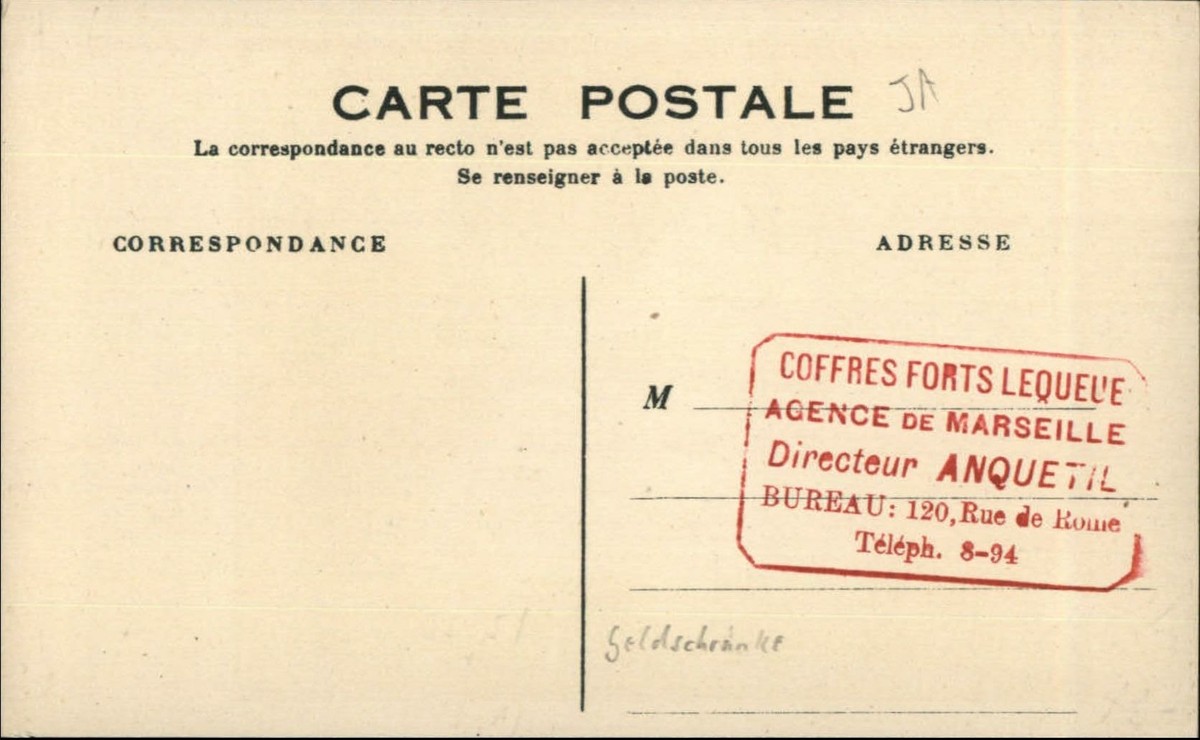 CARTE POSTALE JA
La correspondance au recto n'est pas acceptée dans tous les pays étrangers.
Se renseigner à la poste.
CORRESPONDANCE
ADRESSE
M
COFFRES FORTS LEQUEUE
AGENCE DE MARSEILLE
Directeur ANQUETIL
BUREAU: 120, Rue de Rome
Téléph. 8-94
Geldschränke